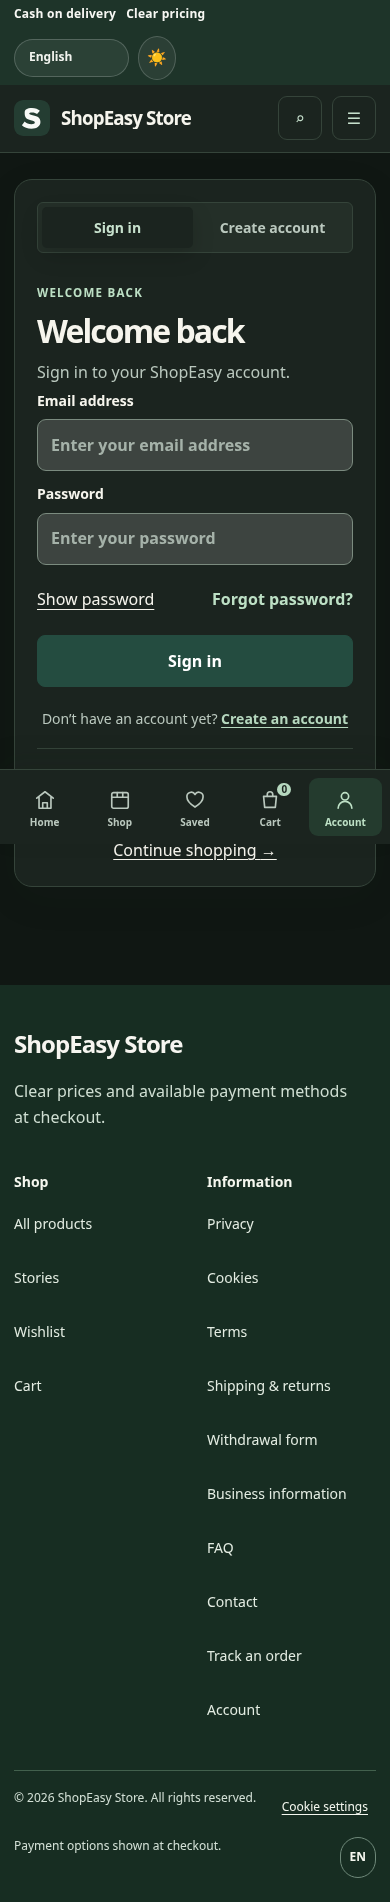 Cash on delivery Clear pricing
English
S ShopEasy Store
Sign in Create account
WELCOME BACK
Welcome back
Sign in to your ShopEasy account.
Email address
Enter your email address
Password
Enter your password
Show password Forgot password?
Sign in
Don’t have an account yet? Create an account
Home Shop Saved Cart 0 Account
Continue shopping →
ShopEasy Store
Clear prices and available payment methods
at checkout.
Shop
All products
Stories
Wishlist
Cart
Information
Privacy
Cookies
Terms
Shipping & returns
Withdrawal form
Business information
FAQ
Contact
Track an order
Account
© 2026 ShopEasy Store. All rights reserved.
Cookie settings
Payment options shown at checkout.
EN